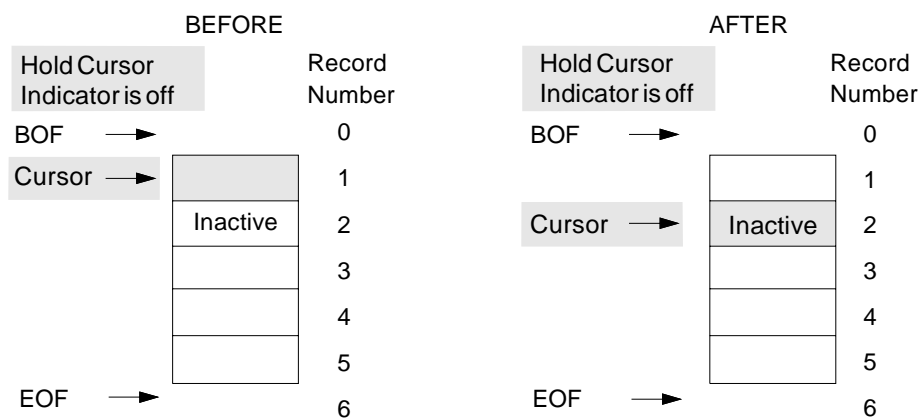 BEFORE
Hold Cursor
Indicator is off
Record
Number
BOF
0
Cursor
1
Inactive
2
3
4
5
EOF
6
AFTER
Hold Cursor
Indicator is off
Record
Number
BOF
0
1
Cursor
Inactive
2
3
4
5
EOF
6